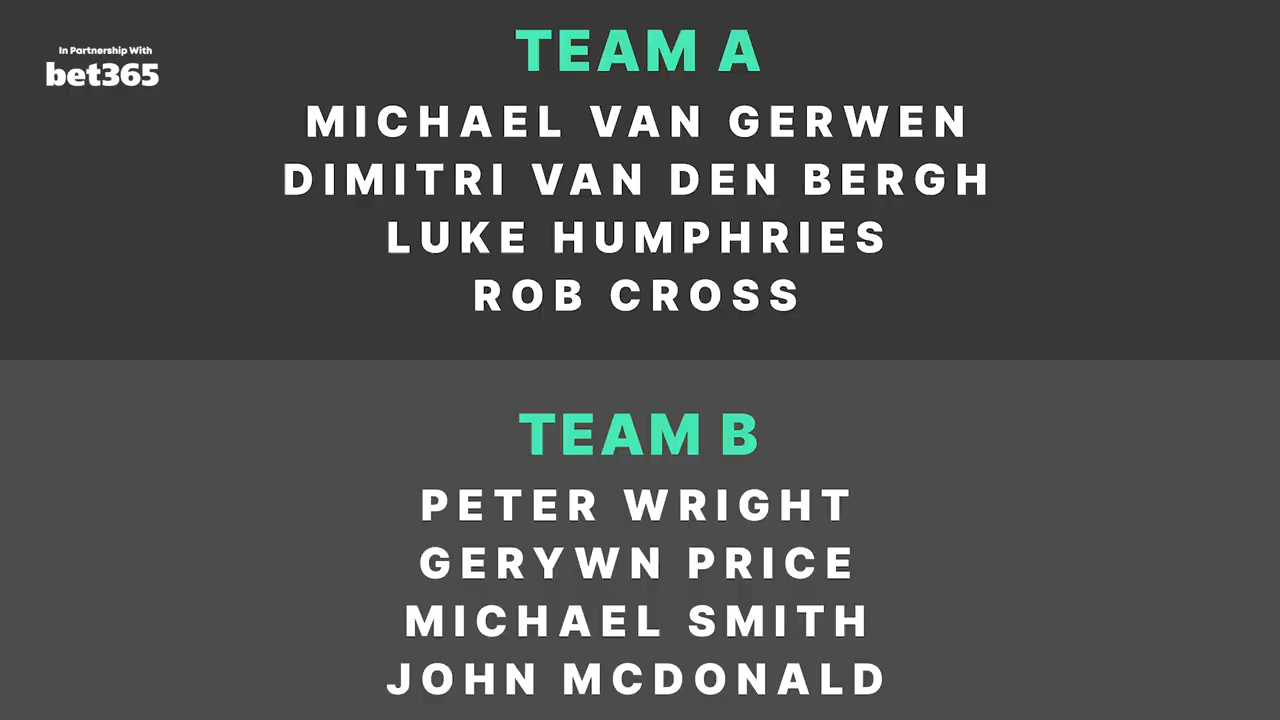 In Partnership With
bet365
TEAM A
MICHAEL VAN GERWEN
DIMITRI VAN DEN BERGH
LUKE HUMPHRIES
ROB CROSS
TEAM B
PETER WRIGHT
GERYWN PRICE
MICHAEL SMITH
JOHN MCDONALD